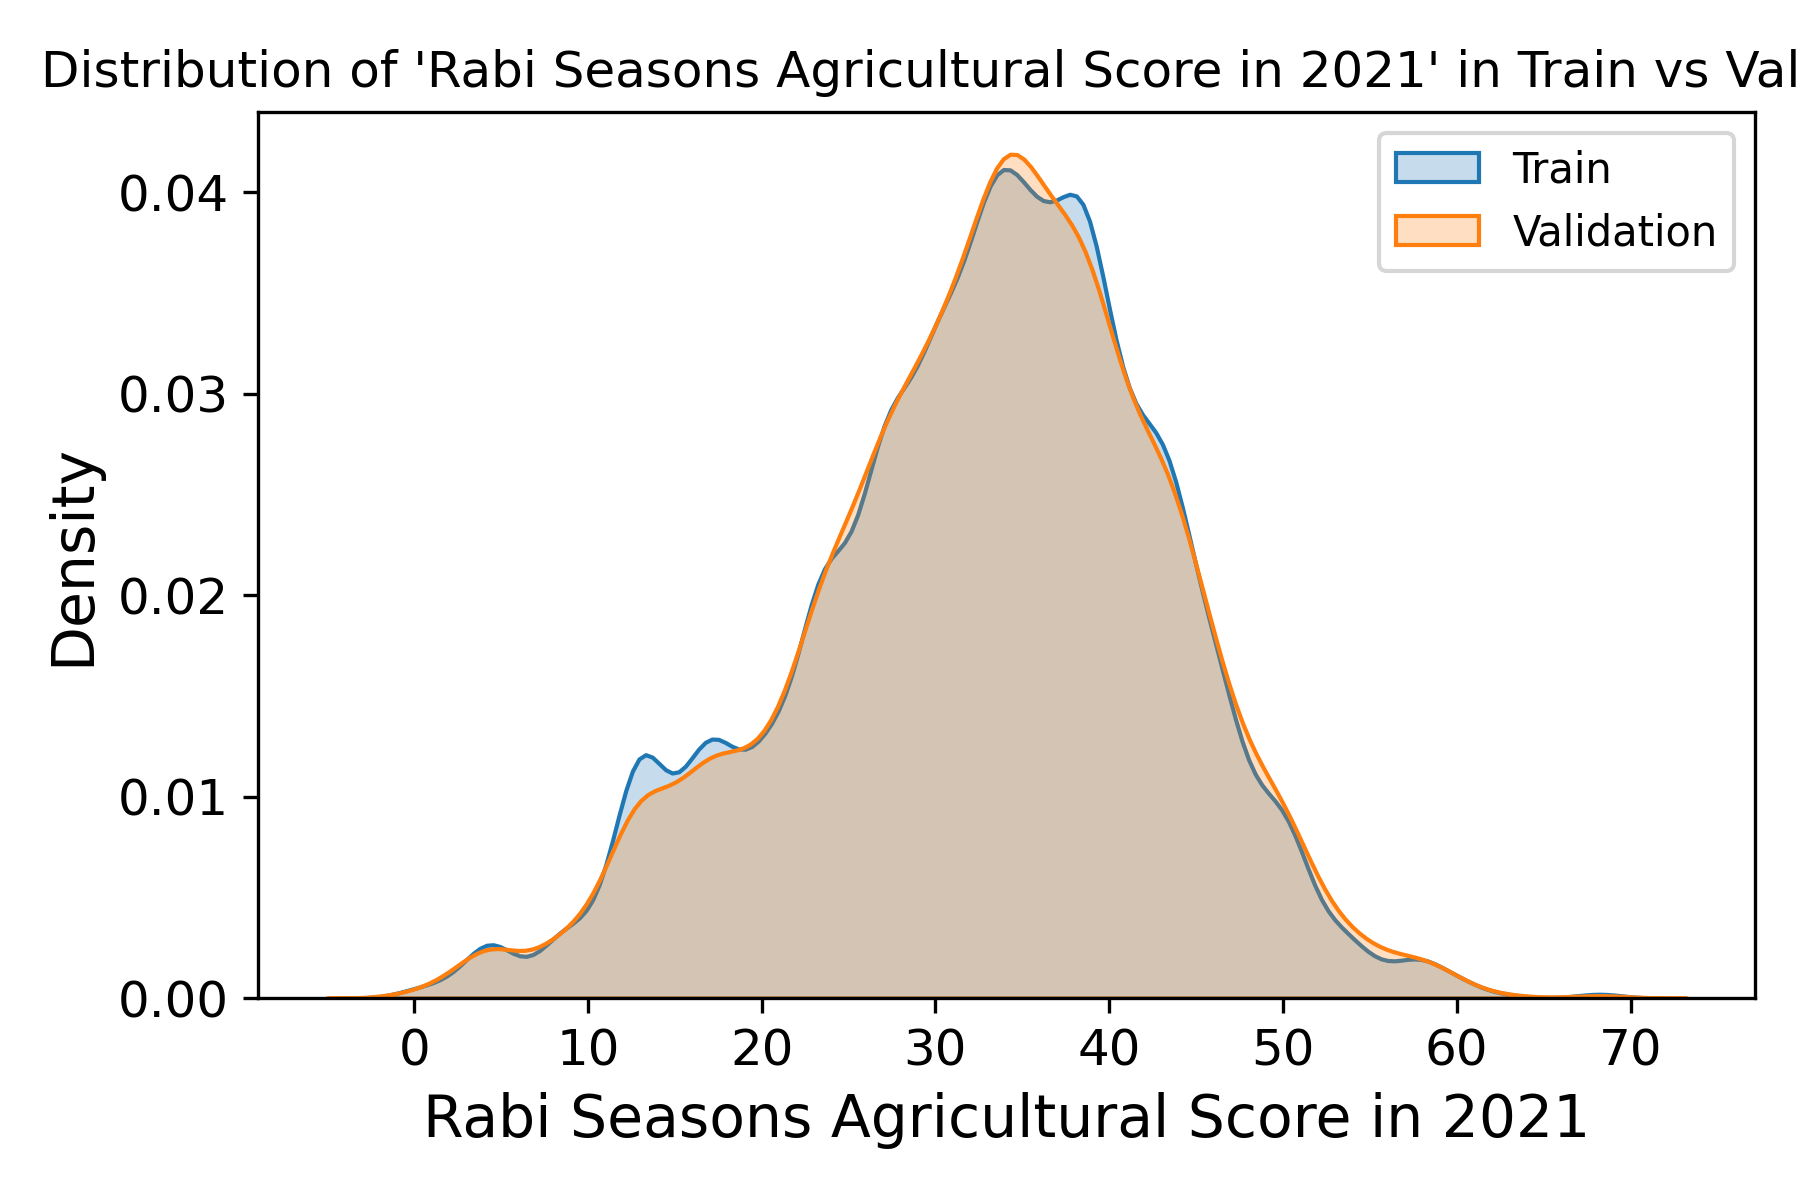 Distribution of 'Rabi Seasons Agricultural Score in 2021' in Train vs Val
Train
Validation
Density
0.04
0.03
0.02
0.01
0.00
0 10 20 30 40 50 60 70
Rabi Seasons Agricultural Score in 2021